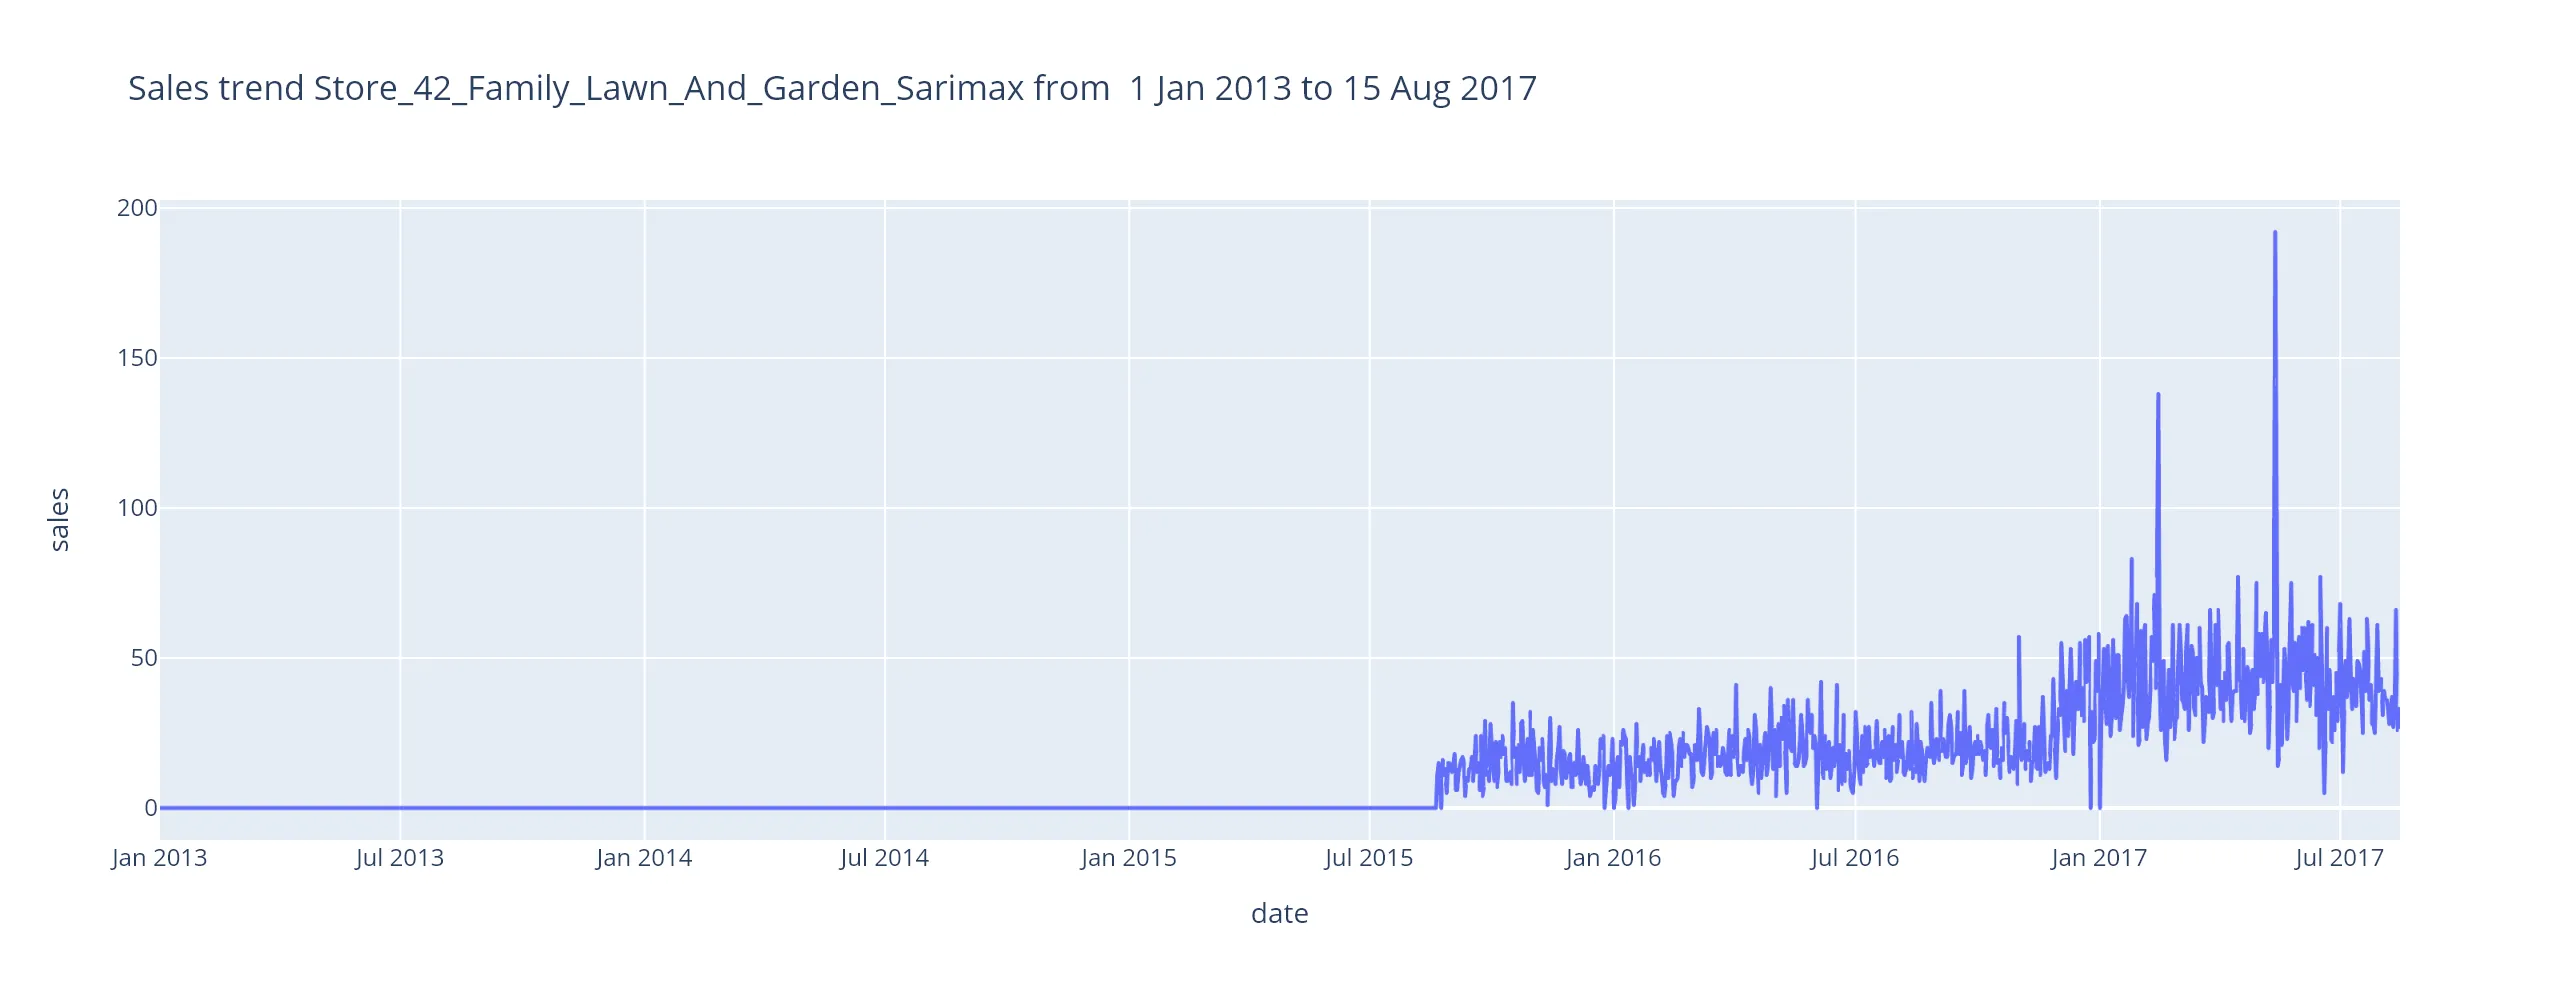 Sales trend Store_42_Family_Lawn_And_Garden_Sarimax from  1 Jan 2013 to 15 Aug 2017
200
150
100
50
0
sales
Jan 2013 Jul 2013 Jan 2014 Jul 2014 Jan 2015 Jul 2015 Jan 2016 Jul 2016 Jan 2017 Jul 2017
date